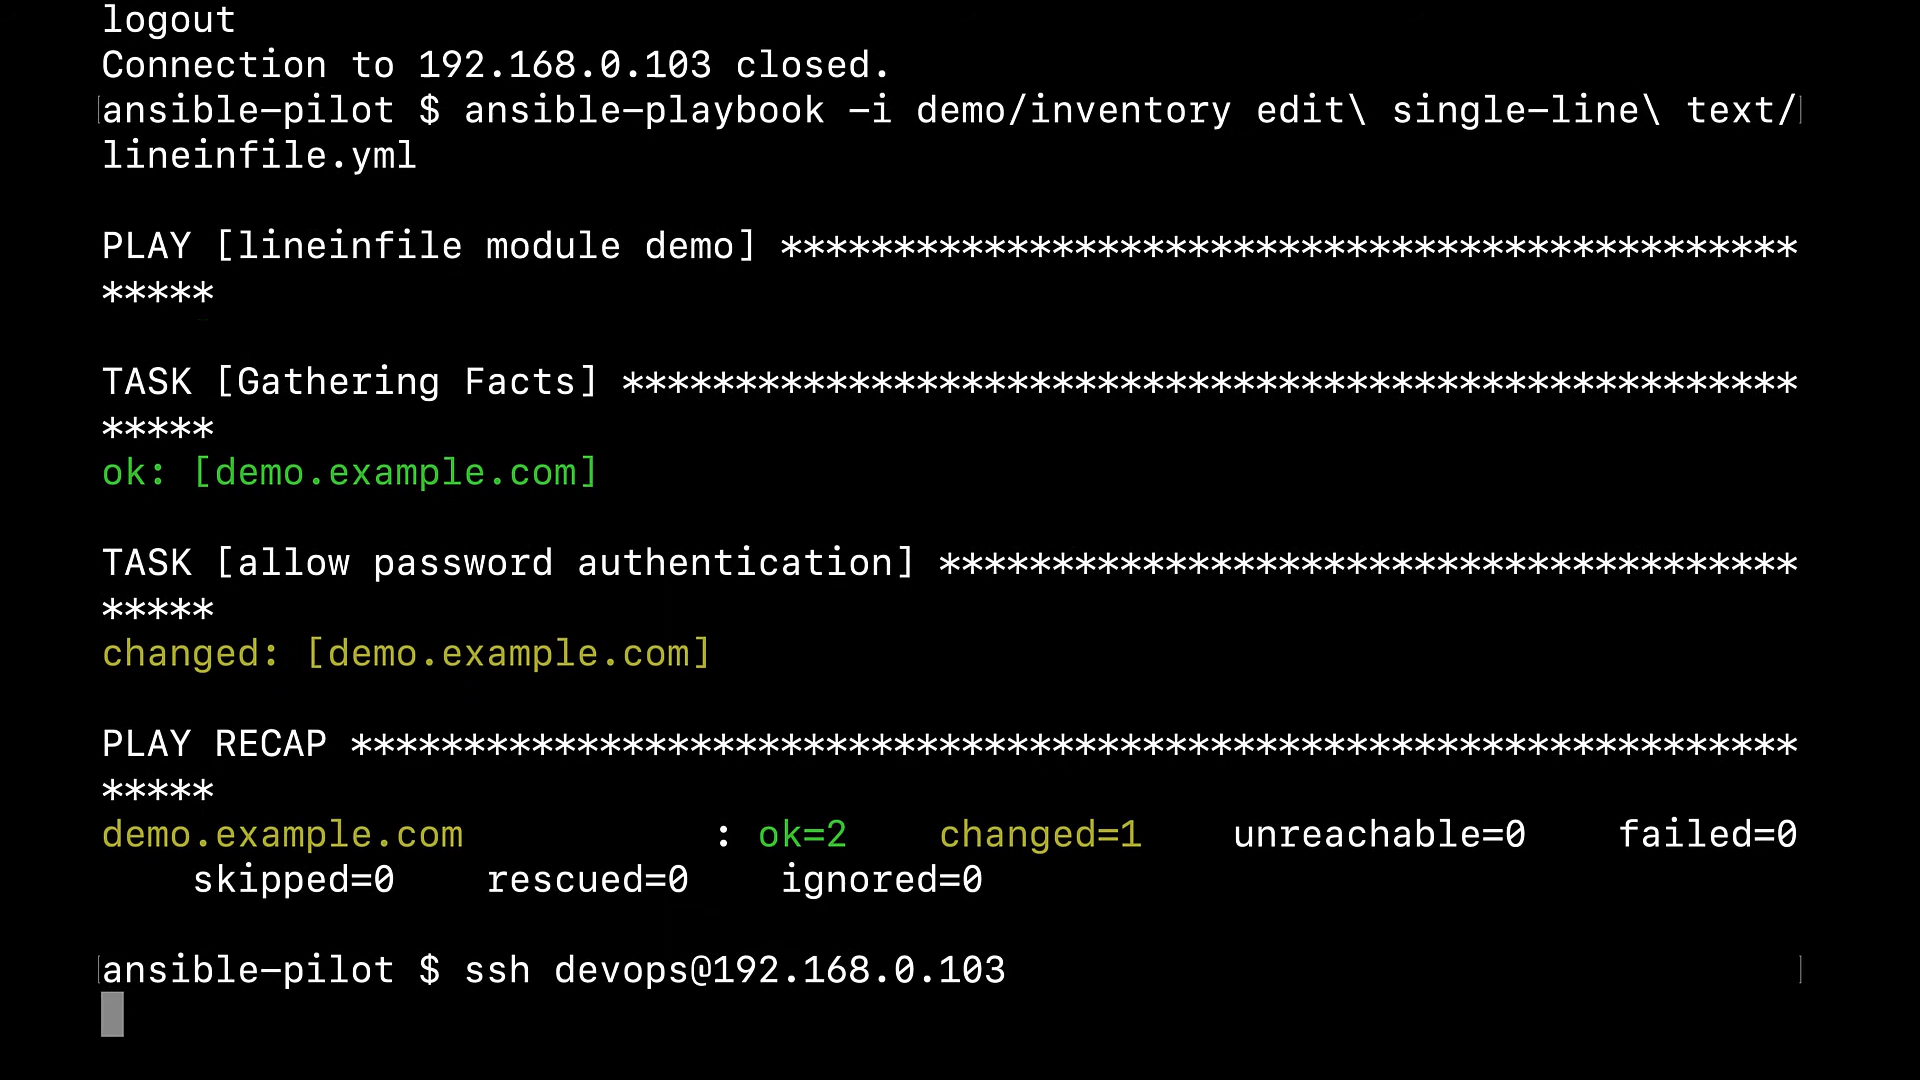 logout
Connection to 192.168.0.103 closed.
ansible-pilot $ ansible-playbook -i demo/inventory edit\ single-line\ text/
lineinfile.yml
PLAY [lineinfile module demo] *********************************************
*****
TASK [Gathering Facts] ****************************************************
*****
ok: [demo.example.com]
TASK [allow password authentication] **************************************
*****
changed: [demo.example.com]
PLAY RECAP ****************************************************************
*****
demo.example.com           : ok=2    changed=1    unreachable=0    failed=0
    skipped=0    rescued=0    ignored=0
ansible-pilot $ ssh devops@192.168.0.103